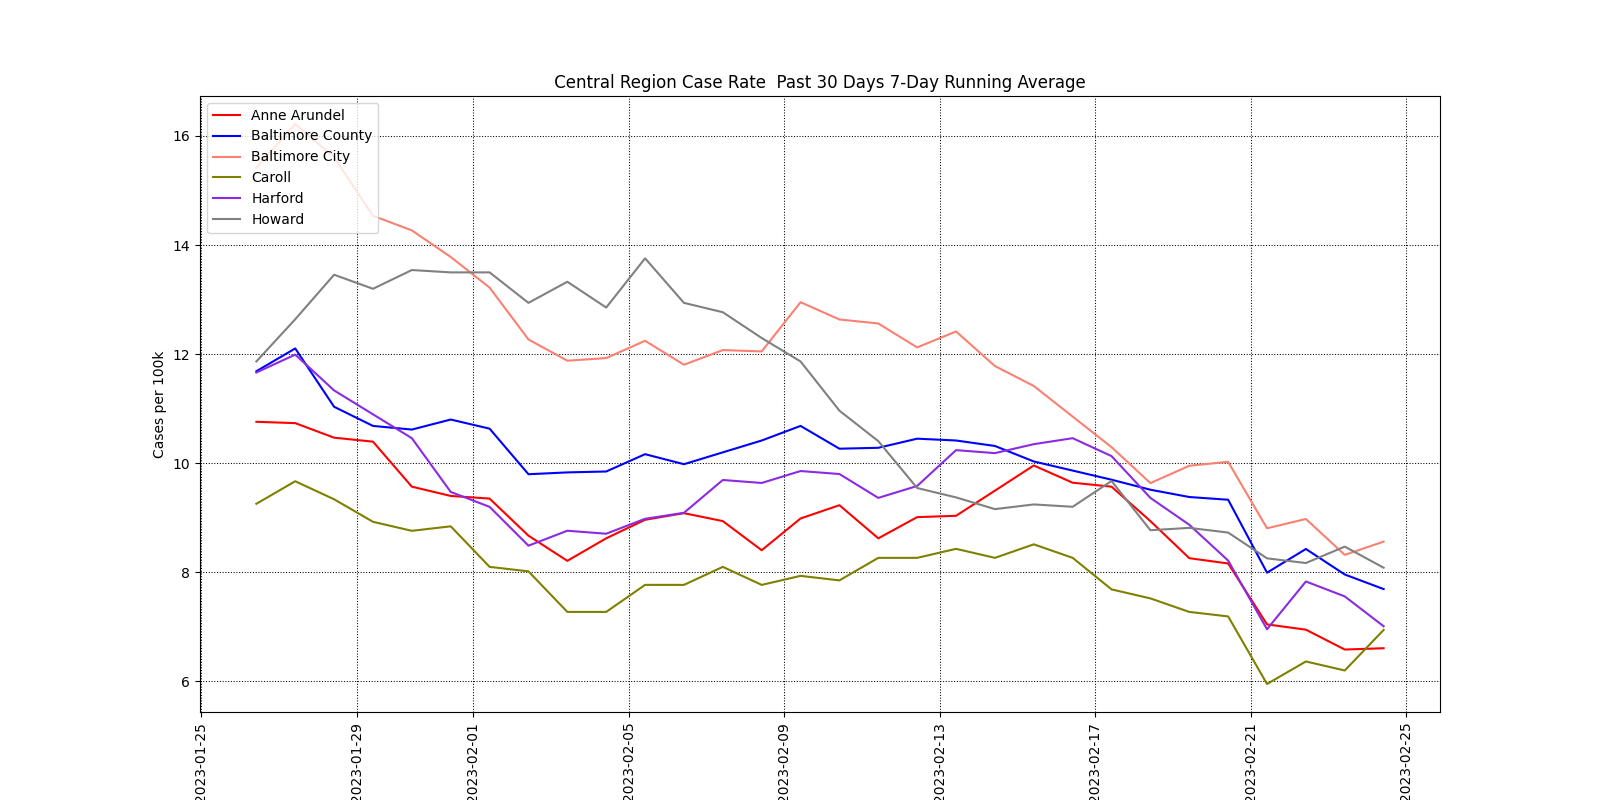 Central Region Case Rate  Past 30 Days 7-Day Running Average
Anne Arundel
Baltimore County
Baltimore City
Caroll
Harford
Howard
Cases per 100k
16
14
12
10
8
6
2023-01-25
2023-01-29
2023-02-01
2023-02-05
2023-02-09
2023-02-13
2023-02-17
2023-02-21
2023-02-25